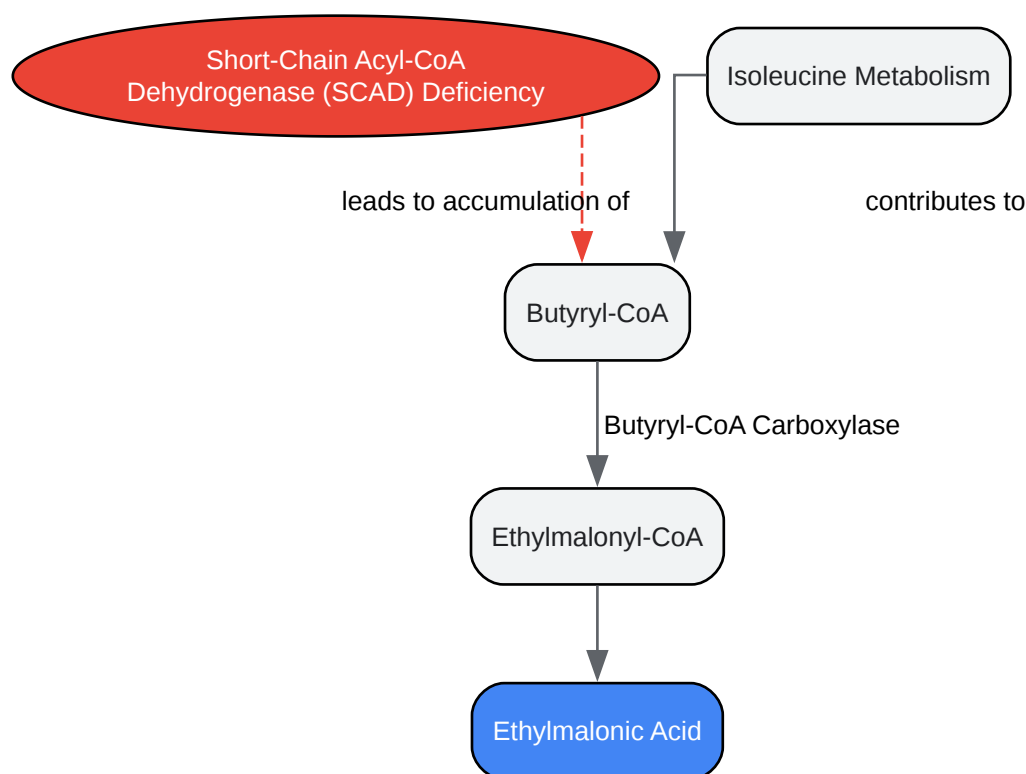 Short-Chain Acyl-CoA
Dehydrogenase (SCAD) Deficiency
Isoleucine Metabolism
leads to accumulation of
contributes to
Butyryl-CoA
Butyryl-CoA Carboxylase
Ethylmalonyl-CoA
Ethylmalonic Acid